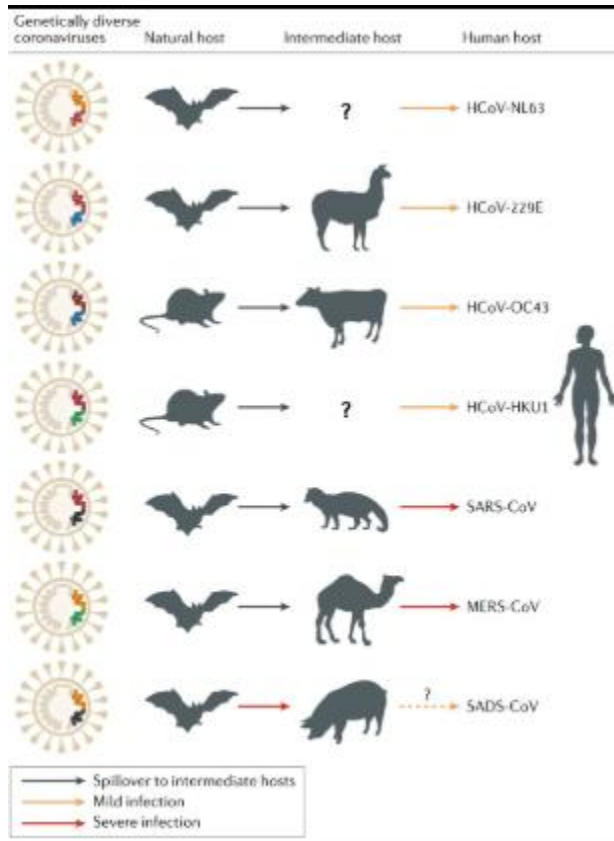 Genetically diverse
coronaviruses Natural host Intermediate host Human host
? HCoV-NL63
HCoV-229E
HCoV-OC43
? HCoV-HKU1
SARS-CoV
MERS-CoV
? SADS-CoV
Spillover to intermediate hosts
Mild infection
Severe infection